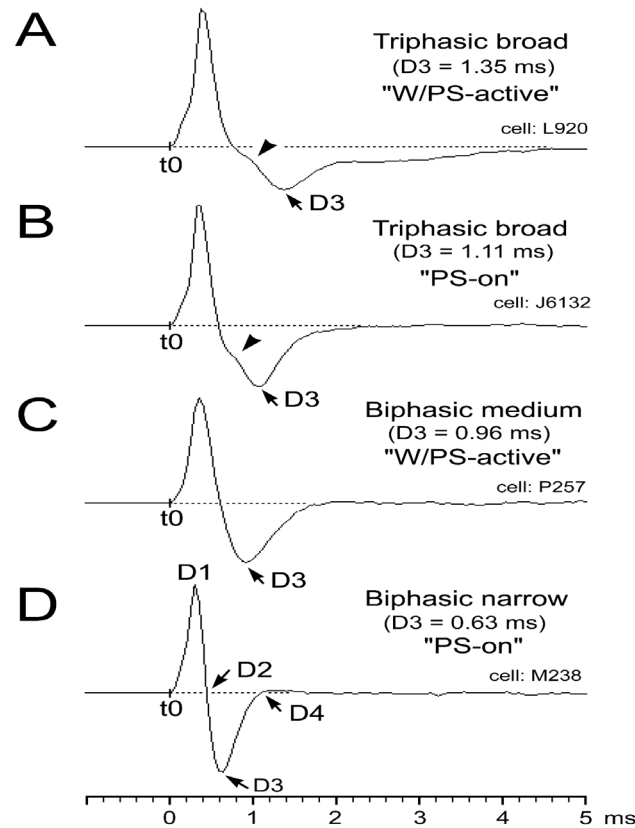 A
Triphasic broad
(D3 = 1.35 ms)
"W/PS-active"
cell: L920
t0
D3
B
Triphasic broad
(D3 = 1.11 ms)
"PS-on"
cell: J6132
t0
D3
C
Biphasic medium
(D3 = 0.96 ms)
"W/PS-active"
cell: P257
t0
D3
D
D1
Biphasic narrow
(D3 = 0.63 ms)
"PS-on"
cell: M238
D2
t0
D4
D3
0 1 2 3 4 5 ms